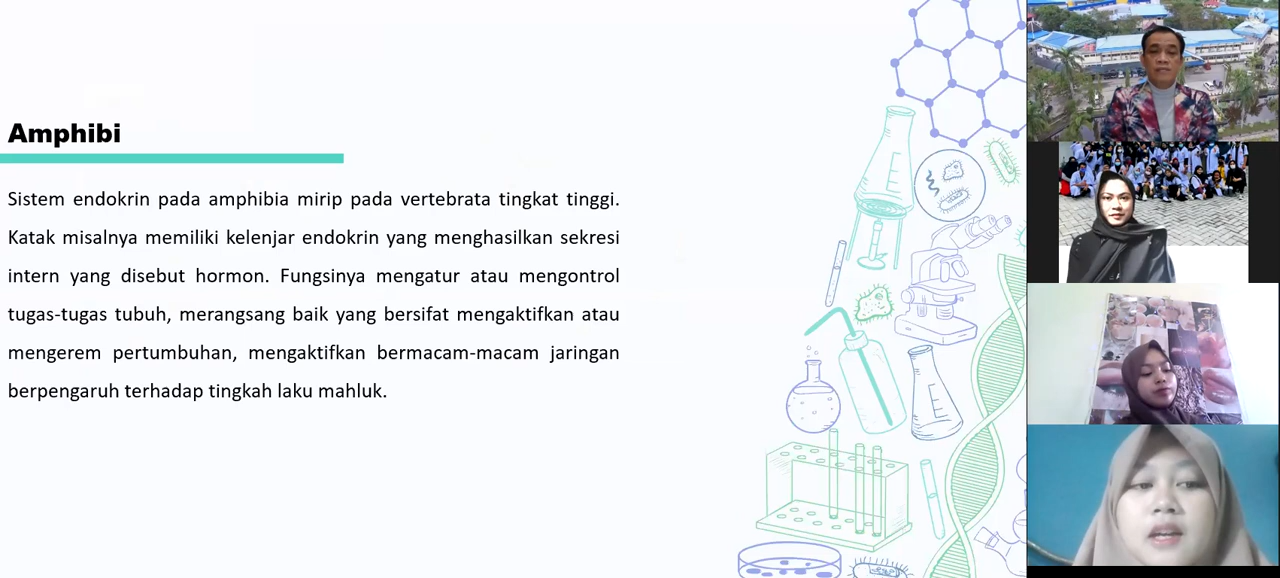 Amphibi
Sistem endokrin pada amphibia mirip pada vertebrata tingkat tinggi.
Katak misalnya memiliki kelenjar endokrin yang menghasilkan sekresi
intern yang disebut hormon. Fungsinya mengatur atau mengontrol
tugas-tugas tubuh, merangsang baik yang bersifat mengaktifkan atau
mengerem pertumbuhan, mengaktifkan bermacam-macam jaringan
berpengaruh terhadap tingkah laku mahluk.